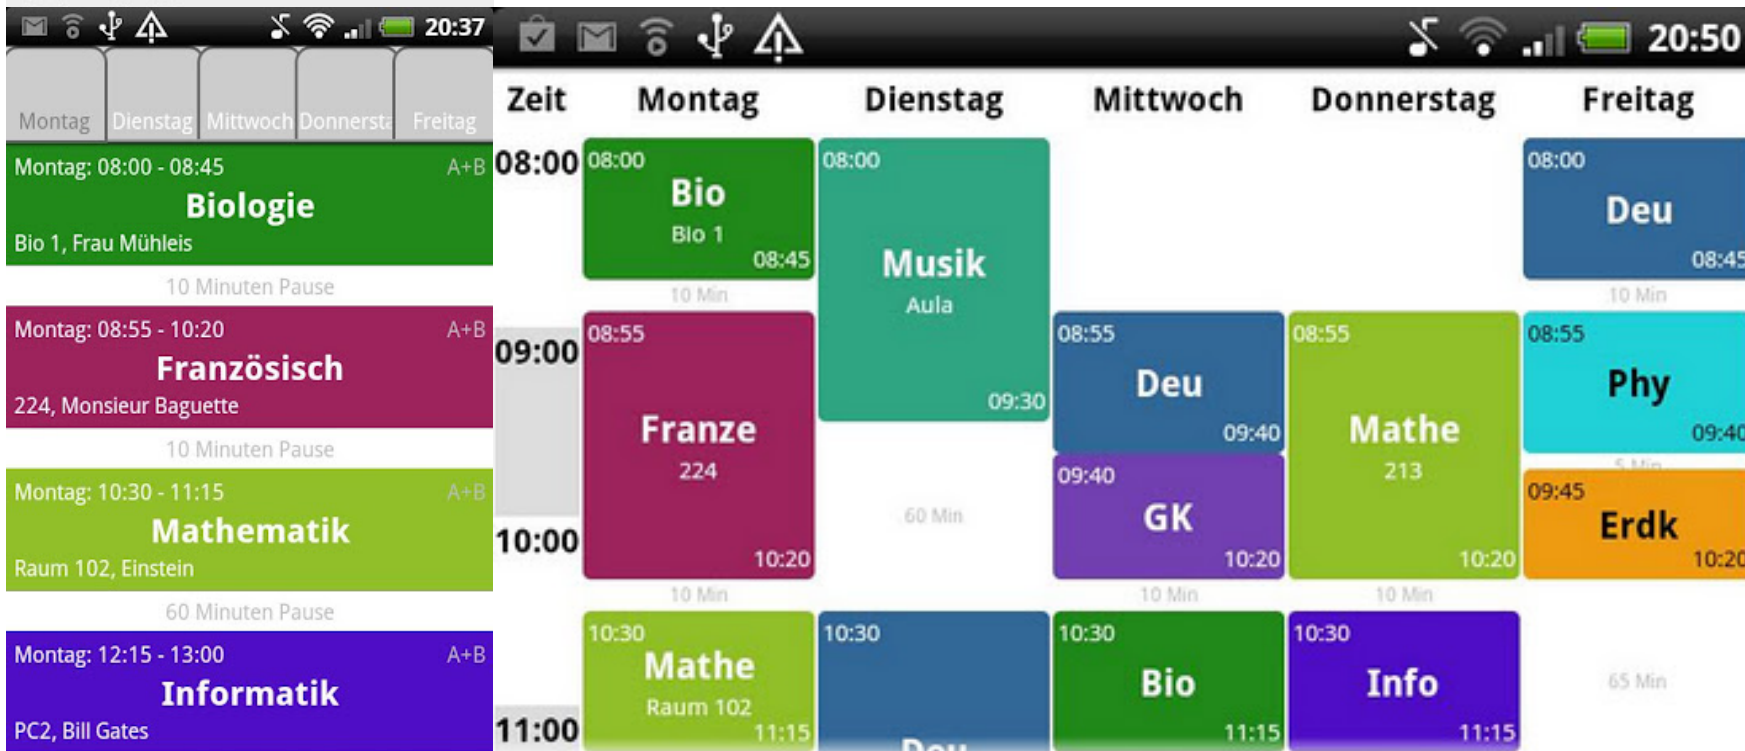 20:37
Montag Dienstag Mittwoch Donnersta Freitag
Montag: 08:00 - 08:45 A+B
Biologie
Bio 1, Frau Mühleis
10 Minuten Pause
Montag: 08:55 - 10:20 A+B
Französisch
224, Monsieur Baguette
10 Minuten Pause
Montag: 10:30 - 11:15 A+B
Mathematik
Raum 102, Einstein
60 Minuten Pause
Montag: 12:15 - 13:00 A+B
Informatik
PC2, Bill Gates
20:50
Zeit Montag Dienstag Mittwoch Donnerstag Freitag
08:00
09:00
10:00
11:00
08:00
Bio
Bio 1
08:45
10 Min
08:55
Franze
224
10:20
10 Min
10:30
Mathe
Raum 102
11:15
08:00
Musik
Aula
09:30
60 Min
10:30
Deu
08:55
Deu
09:40
09:40
GK
10:20
10 Min
10:30
Bio
11:15
08:55
Mathe
213
10:20
10 Min
10:30
Info
11:15
08:00
Deu
08:45
10 Min
08:55
Phy
09:40
5 Min
09:45
Erdk
10:20
65 Min